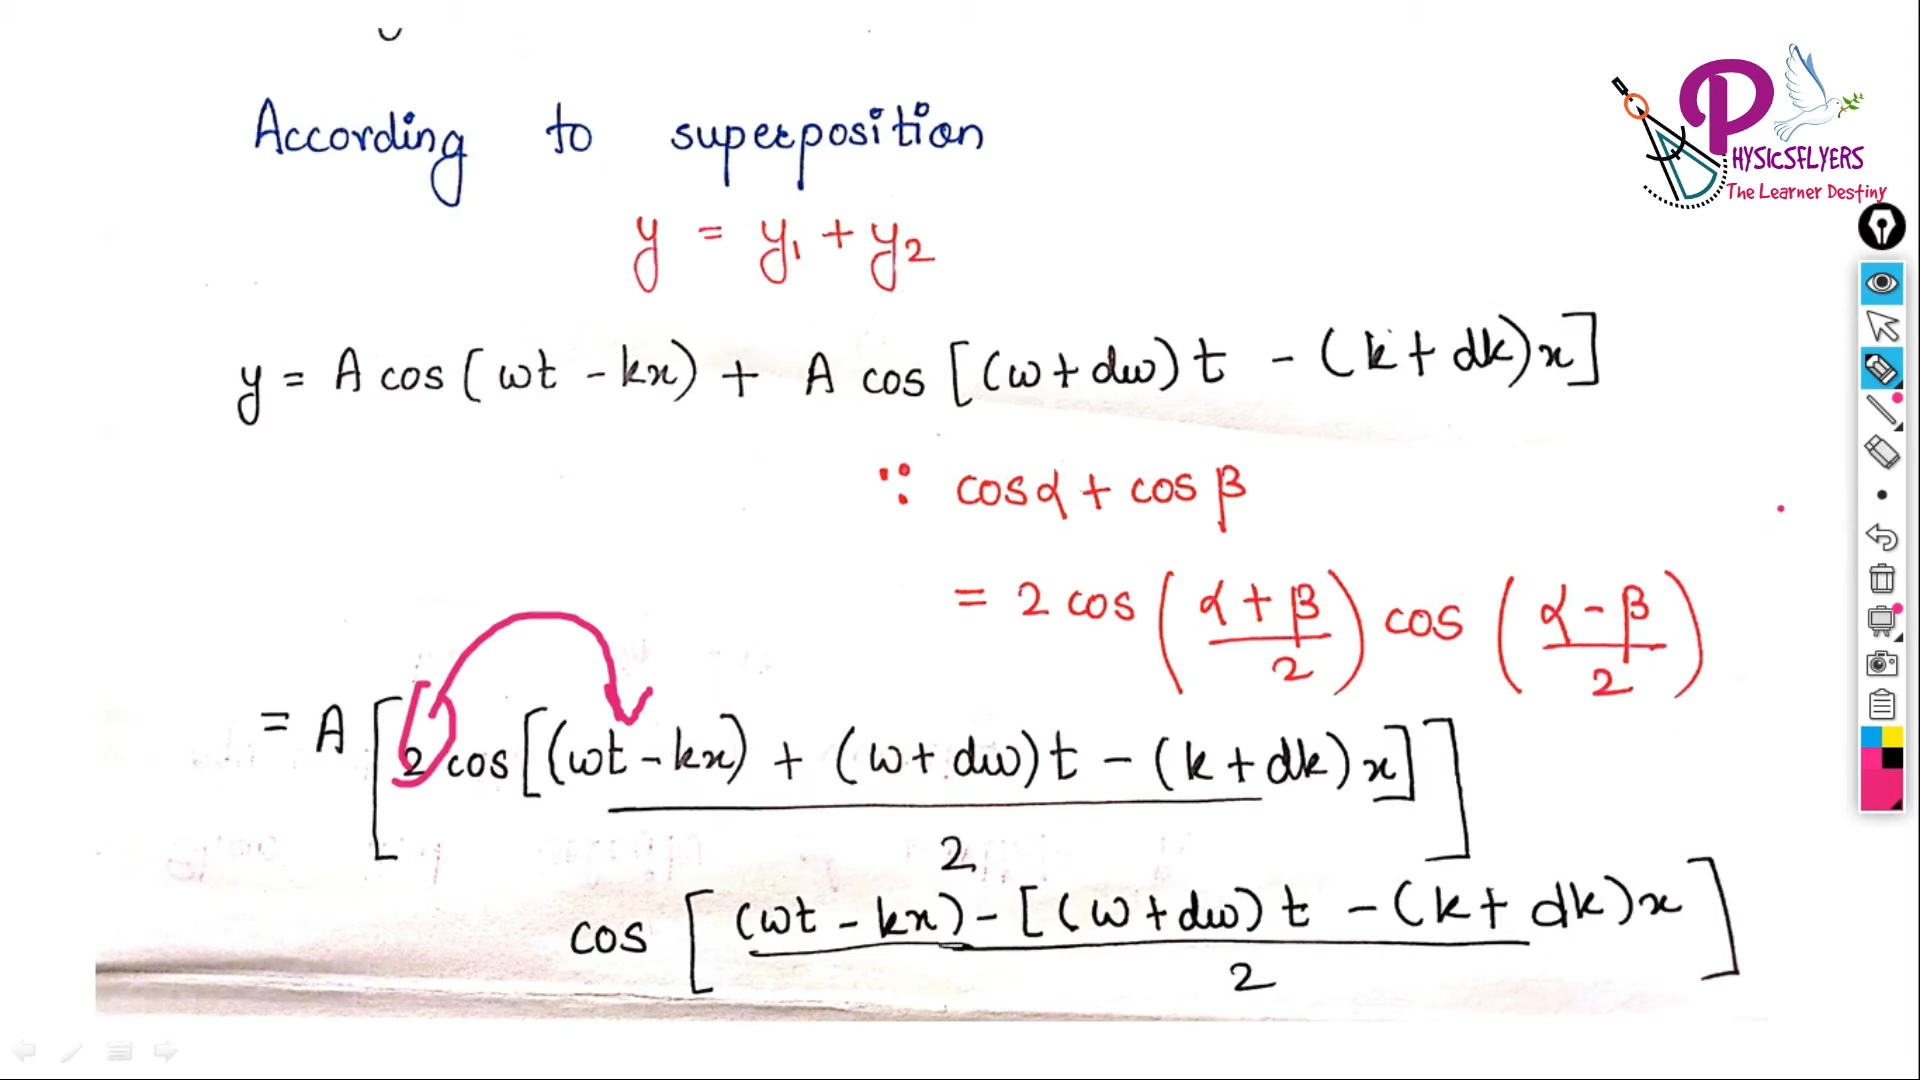 PHYSICSFLYERS
The Learner Destiny
According to superposition
y = y₁ + y₂
y = A cos (ωt - kx) + A cos [(ω + dω) t - (k + dk) x]
∵ cos α + cos β
= 2 cos ( α + β / 2 ) cos ( α - β / 2 )
= A [ 2 cos [(ωt - kx) + (ω + dω) t - (k + dk) x] ]
2
cos [ (ωt - kx) - [(ω + dω) t - (k + dk) x ]
2